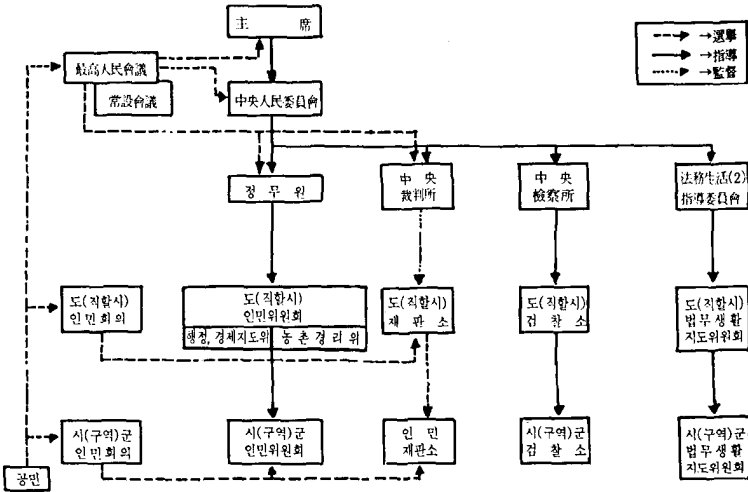 主 席
→選擧
→指導
→監督
最高人民會議
常設會議
中央人民委員會
정 무 원
中 央
裁判所
中 央
檢察所
法務生活(2)
指導委員會
도(직할시)
인민회의
도(직할시)
인민위원회
행정, 경제지도위
농촌경리위
도(직할시)
재 판 소
도(직할시)
검 찰 소
도(직할시)
법무생활
지도위원회
시(구역)군
인민회의
시(구역)군
인민위원회
인 민
재판소
시(구역)군
검 찰 소
시(구역)군
법무생활
지도위원회
공민